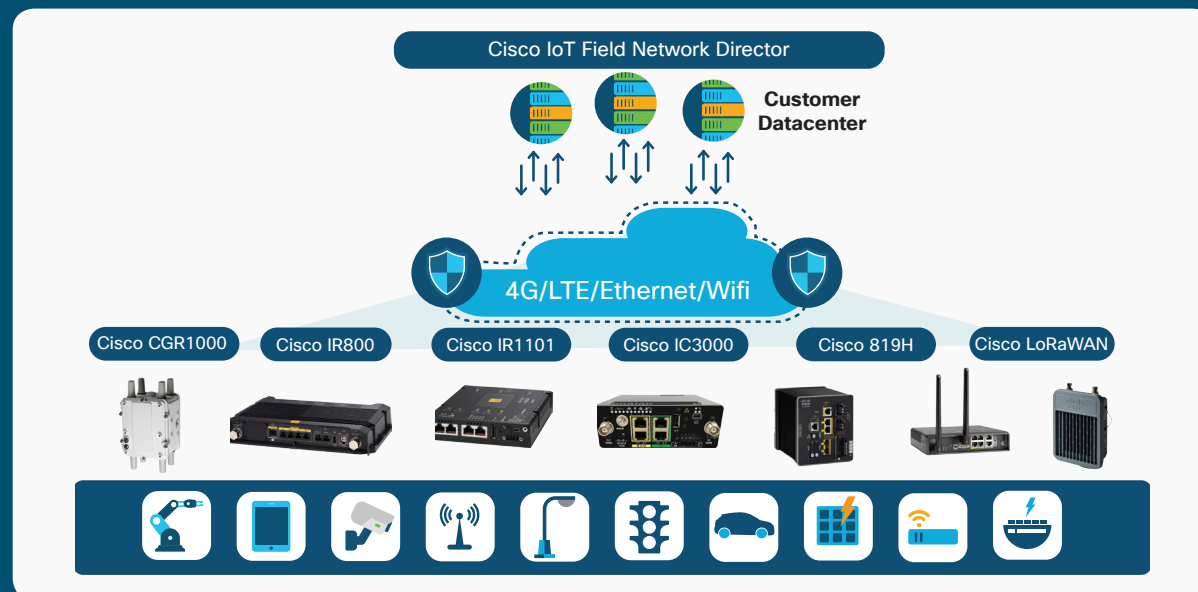 Cisco IoT Field Network Director
Customer
Datacenter
4G/LTE/Ethernet/Wifi
Cisco CGR1000
Cisco IR800
Cisco IR1101
Cisco IC3000
Cisco 819H
Cisco LoRaWAN